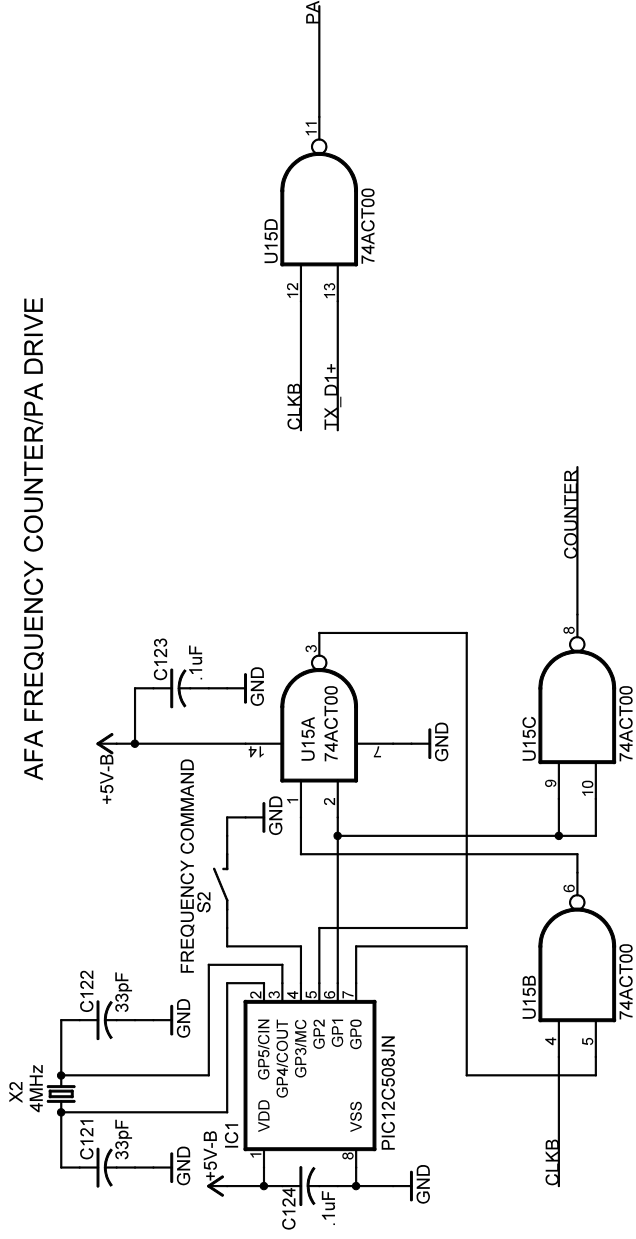 AFA FREQUENCY COUNTER/PA DRIVE
X2
4MHz
C121
33pF
GND
C122
33pF
GND
+5V-B
C124
.1uF
GND
IC1
PIC12C508JN
1
VDD
8
VSS
GP5/CIN
2
GP4/COUT
3
GP3/MC
4
GP2
5
GP1
6
GP0
7
FREQUENCY COMMAND
S2
GND
+5V-B
C123
.1uF
GND
14
U15A
74ACT00
1
2
3
7
GND
CLKB
4
5
U15B
74ACT00
6
9
10
U15C
74ACT00
8
COUNTER
CLKB
TX_D1+
12
13
U15D
74ACT00
11
PA